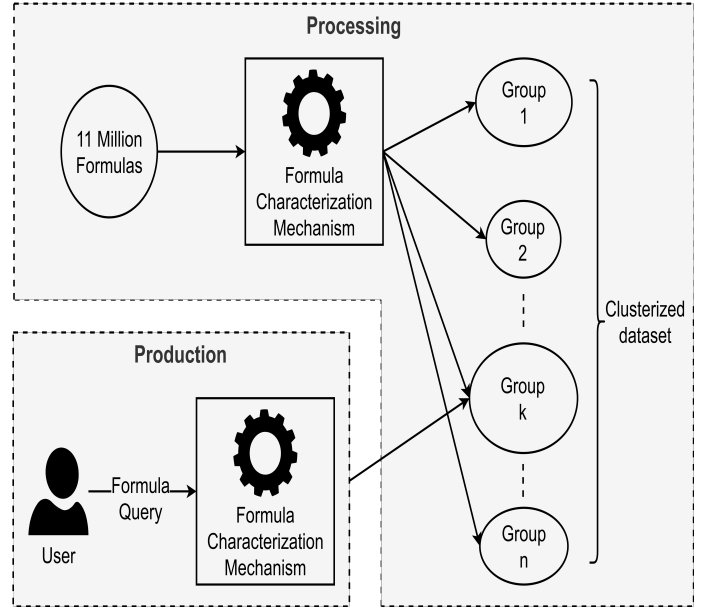 Processing
11 Million
Formulas
Formula
Characterization
Mechanism
Group
1
Group
2
Group
k
Group
n
Clusterized
dataset
Production
User
Formula
Query
Formula
Characterization
Mechanism